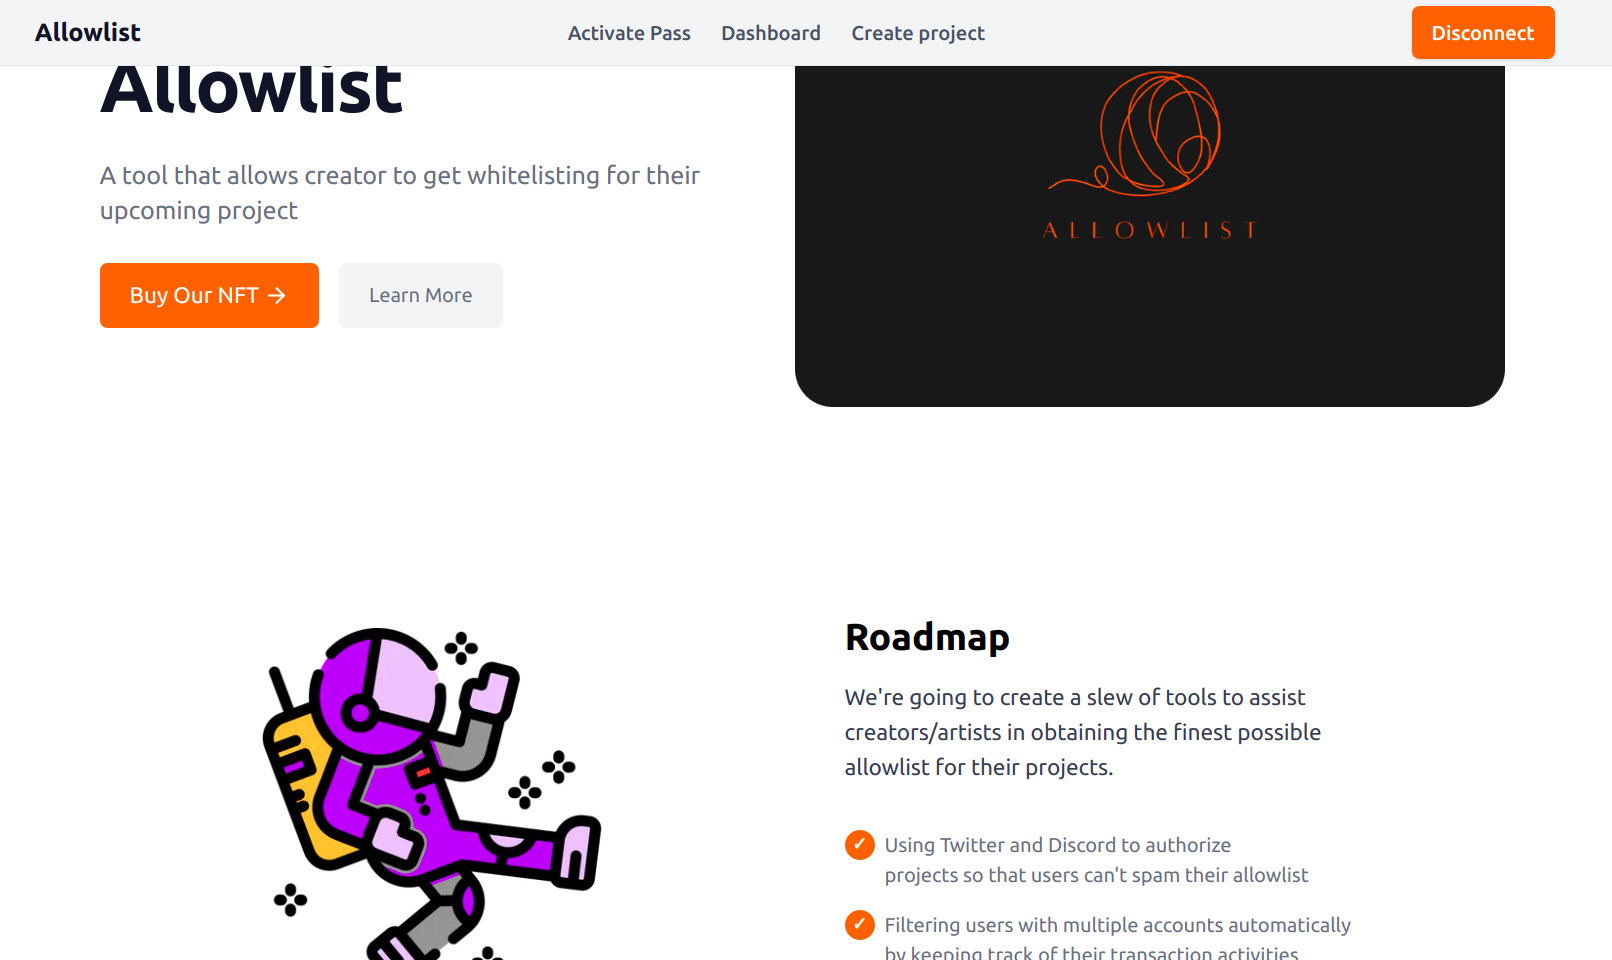 Allowlist
Activate Pass
Dashboard
Create project
Disconnect
Allowlist
A tool that allows creator to get whitelisting for their
upcoming project
Buy Our NFT →
Learn More
ALLOWLIST
Roadmap
We're going to create a slew of tools to assist
creators/artists in obtaining the finest possible
allowlist for their projects.
Using Twitter and Discord to authorize
projects so that users can't spam their allowlist
Filtering users with multiple accounts automatically
by keeping track of their transaction activities